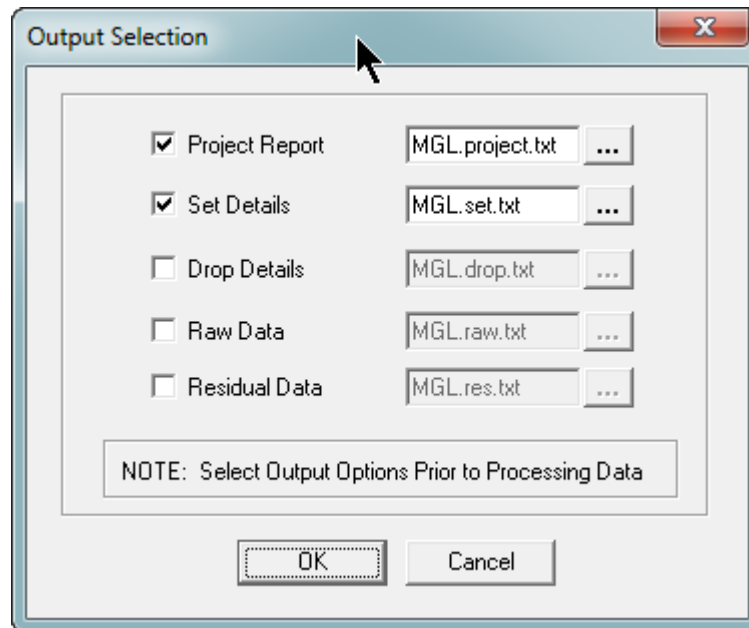 Output Selection
Project Report MGL.project.txt ...
Set Details MGL.set.txt ...
Drop Details MGL.drop.txt ...
Raw Data MGL.raw.txt ...
Residual Data MGL.res.txt ...
NOTE: Select Output Options Prior to Processing Data
OK Cancel